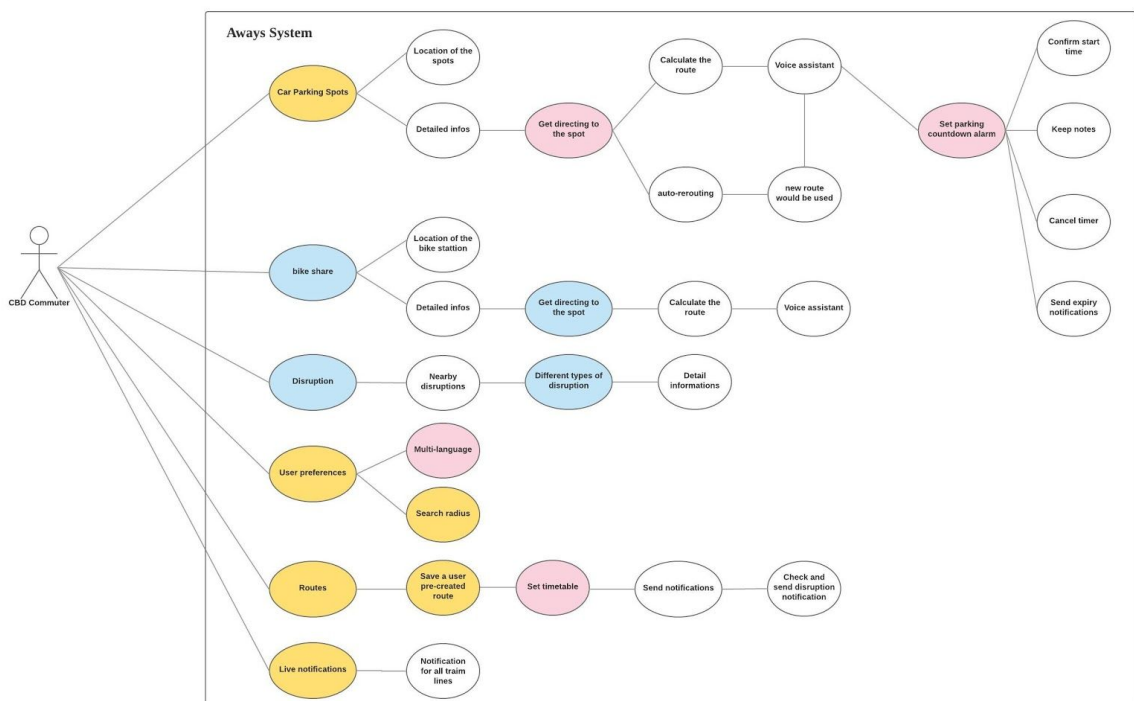 Aways System
CBD Commuter
Car Parking Spots
Location of the
spots
Detailed infos
Get directing to
the spot
Calculate the
route
Voice assistant
auto-rerouting
new route
would be used
Set parking
countdown alarm
Confirm start
time
Keep notes
Cancel timer
Send expiry
notifications
bike share
Location of the
bike stattion
Detailed infos
Get directing to
the spot
Calculate the
route
Voice assistant
Disruption
Nearby
disruptions
Different types of
disruption
Detail
informations
User preferences
Multi-language
Search radius
Routes
Save a user
pre-created
route
Set timetable
Send notifications
Check and
send disruption
notification
Live notifications
Notification
for all traim
lines